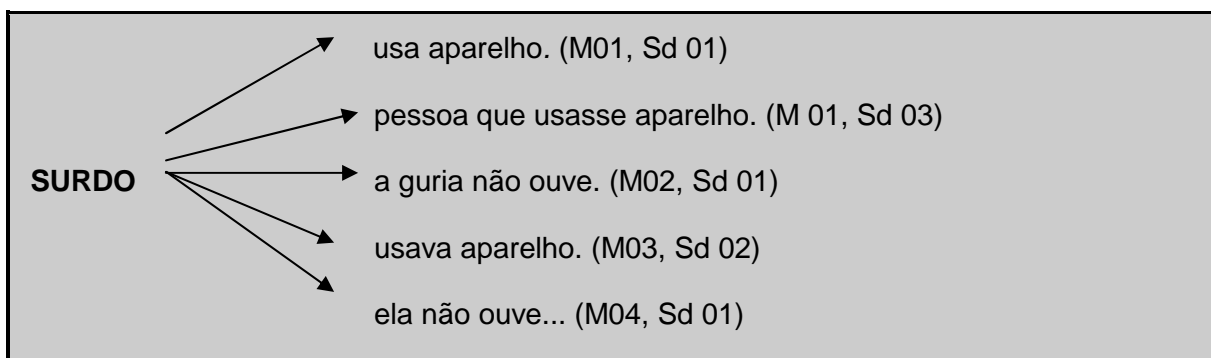 usa aparelho. (M01, Sd 01)
pessoa que usasse aparelho. (M 01, Sd 03)
SURDO
a guria não ouve. (M02, Sd 01)
usava aparelho. (M03, Sd 02)
ela não ouve... (M04, Sd 01)